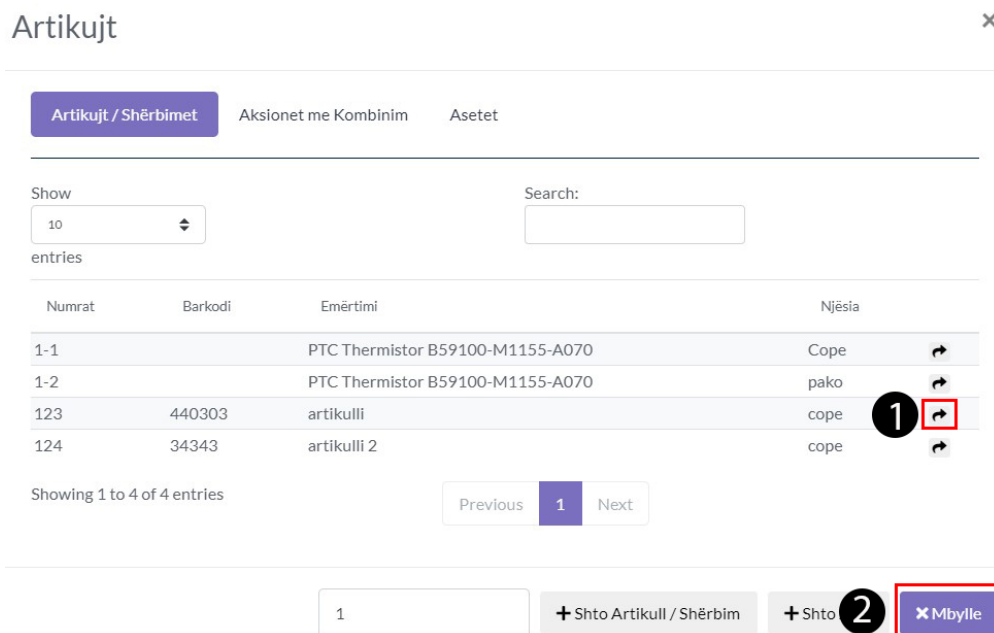 Artikujt ×
Artikujt / Shërbimet Aksionet me Kombinim Asetet
Show Search:
10
entries
Numrat Barkodi Emërtimi Njësia
1-1 PTC Thermistor B59100-M1155-A070 Cope
1-2 PTC Thermistor B59100-M1155-A070 pako
123 440303 artikulli cope 1
124 34343 artikulli 2 cope
Showing 1 to 4 of 4 entries Previous 1 Next
1 +Shto Artikull / Shërbim +Shto 2 ×Mbylle